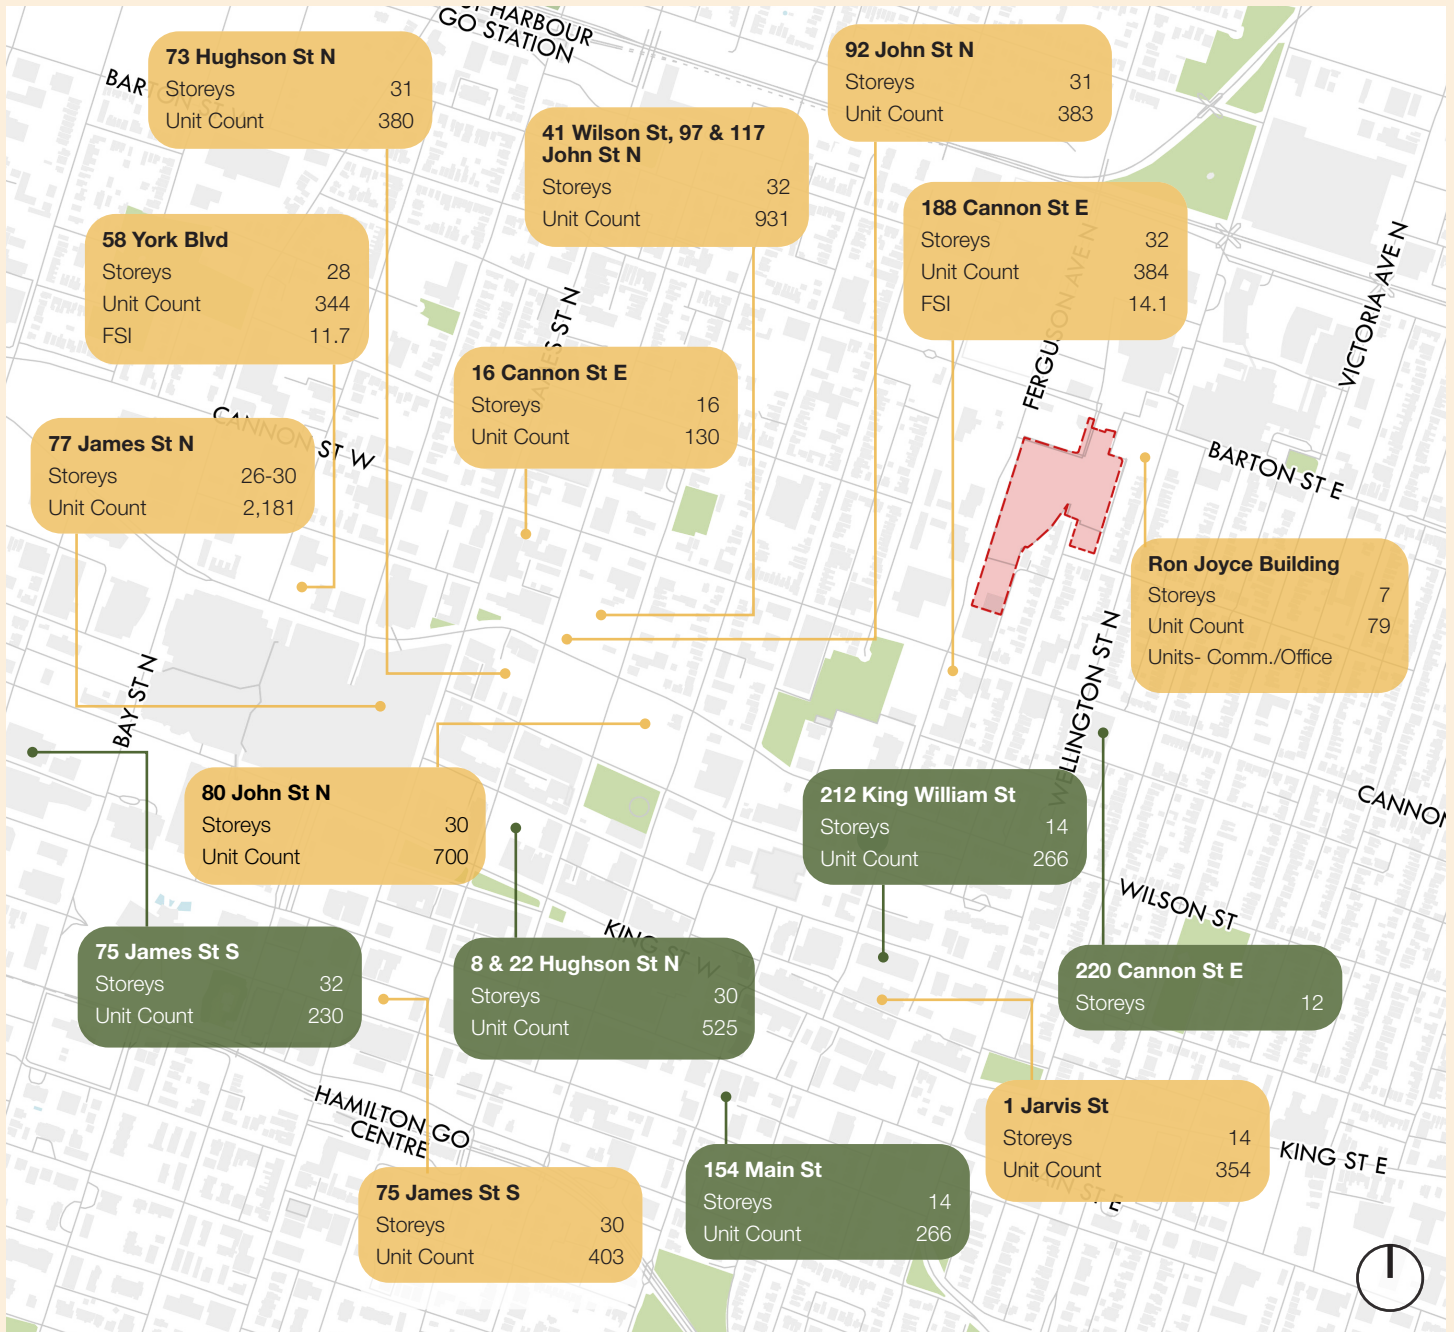 ST HARBOUR
GO STATION
73 Hughson St N
Storeys 31
Unit Count 380
92 John St N
Storeys 31
Unit Count 383
BARTON ST W
41 Wilson St, 97 & 117
John St N
Storeys 32
Unit Count 931
188 Cannon St E
Storeys 32
Unit Count 384
FSI 14.1
58 York Blvd
Storeys 28
Unit Count 344
FSI 11.7
FERGUSON AVE N
VICTORIA AVE N
JAMES ST N
16 Cannon St E
Storeys 16
Unit Count 130
CANNON ST W
77 James St N
Storeys 26-30
Unit Count 2,181
BARTON ST E
Ron Joyce Building
Storeys 7
Unit Count 79
Units- Comm./Office
BAY ST N
WELLINGTON ST N
80 John St N
Storeys 30
Unit Count 700
212 King William St
Storeys 14
Unit Count 266
CANNON
WILSON ST
KING ST W
75 James St S
Storeys 32
Unit Count 230
8 & 22 Hughson St N
Storeys 30
Unit Count 525
220 Cannon St E
Storeys 12
HAMILTON GO
CENTRE
1 Jarvis St
Storeys 14
Unit Count 354
KING ST E
MAIN ST E
154 Main St
Storeys 14
Unit Count 266
75 James St S
Storeys 30
Unit Count 403